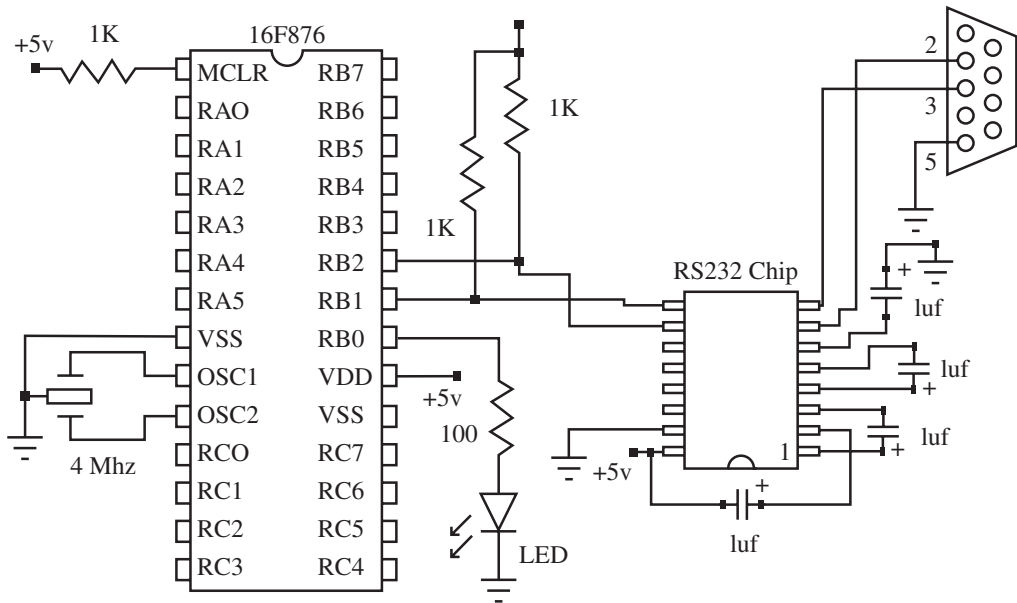 16F876
+5v
1K
MCLR
RAO
RA1
RA2
RA3
RA4
RA5
VSS
OSC1
OSC2
RCO
RC1
RC2
RC3
RB7
RB6
RB5
RB4
RB3
RB2
RB1
RB0
VDD
VSS
RC7
RC6
RC5
RC4
4 Mhz
1K
1K
+5v
100
LED
RS232 Chip
1
+5v
+
luf
+
luf
+
luf
+
luf
2
3
5